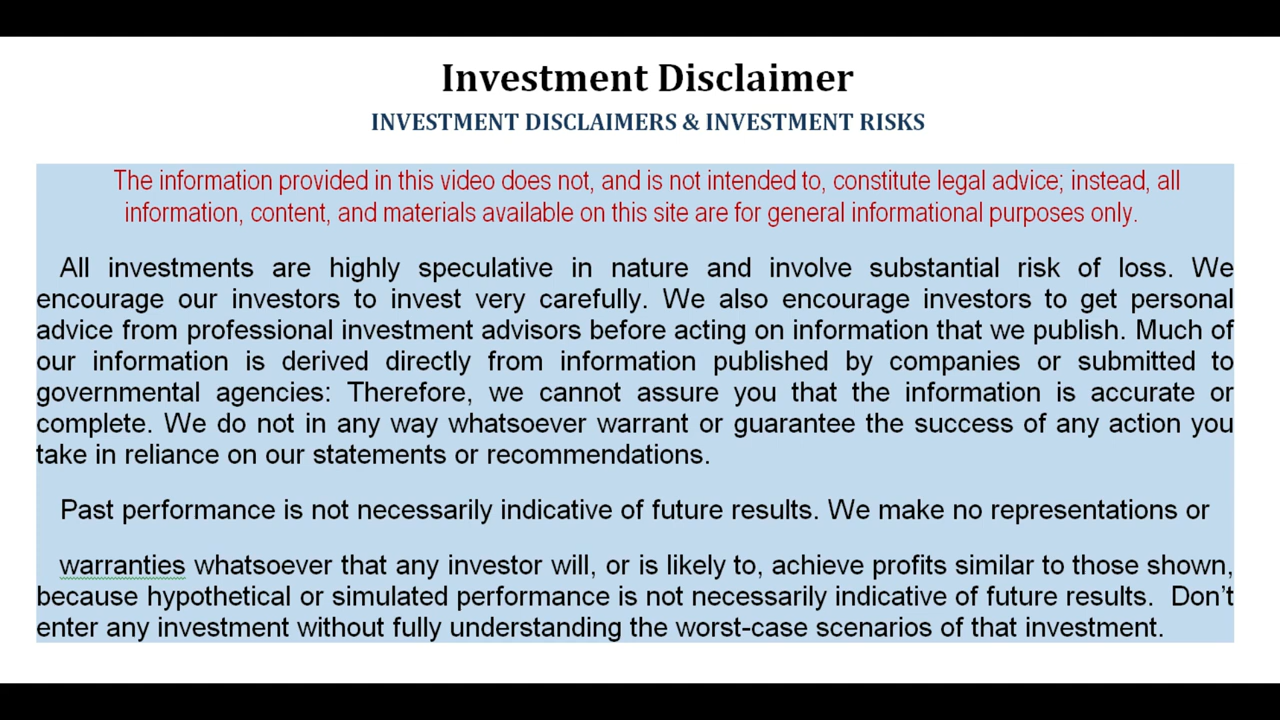 Investment Disclaimer
INVESTMENT DISCLAIMERS & INVESTMENT RISKS
The information provided in this video does not, and is not intended to, constitute legal advice; instead, all
information, content, and materials available on this site are for general informational purposes only.
All investments are highly speculative in nature and involve substantial risk of loss. We
encourage our investors to invest very carefully. We also encourage investors to get personal
advice from professional investment advisors before acting on information that we publish. Much of
our information is derived directly from information published by companies or submitted to
governmental agencies: Therefore, we cannot assure you that the information is accurate or
complete. We do not in any way whatsoever warrant or guarantee the success of any action you
take in reliance on our statements or recommendations.
Past performance is not necessarily indicative of future results. We make no representations or
warranties whatsoever that any investor will, or is likely to, achieve profits similar to those shown,
because hypothetical or simulated performance is not necessarily indicative of future results. Don’t
enter any investment without fully understanding the worst-case scenarios of that investment.